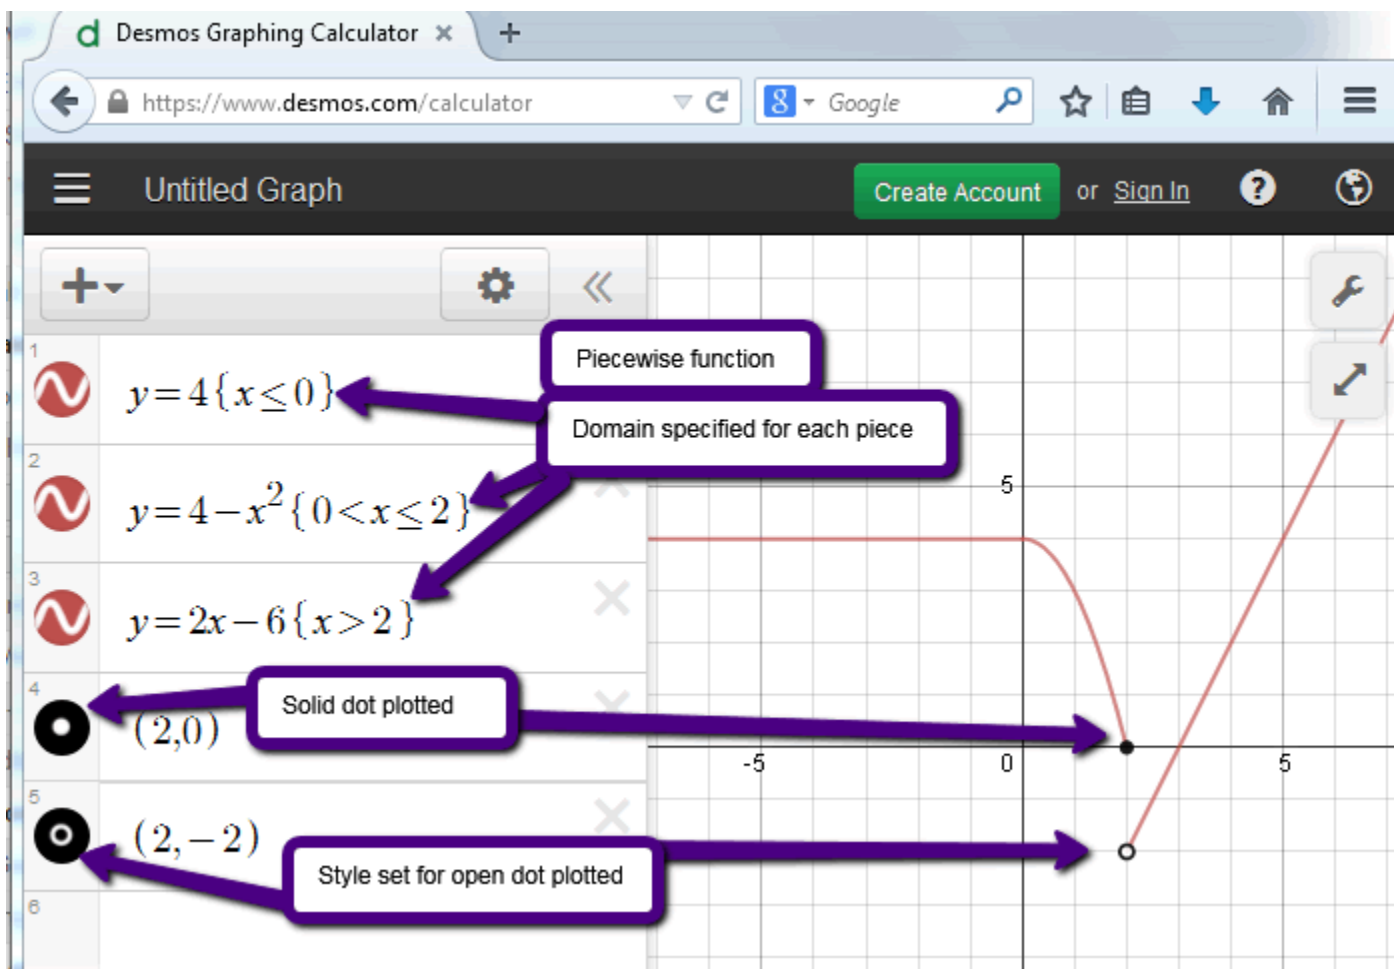 Desmos Graphing Calculator
https://www.desmos.com/calculator
8 Google
Untitled Graph
Create Account or Sign In ?
1
y=4{x≤0}
Piecewise function
Domain specified for each piece
2
y=4−x²{0<x≤2}
3
y=2x−6{x>2}
4
(2,0)
Solid dot plotted
5
(2,−2)
Style set for open dot plotted
6
5
-5
0
5